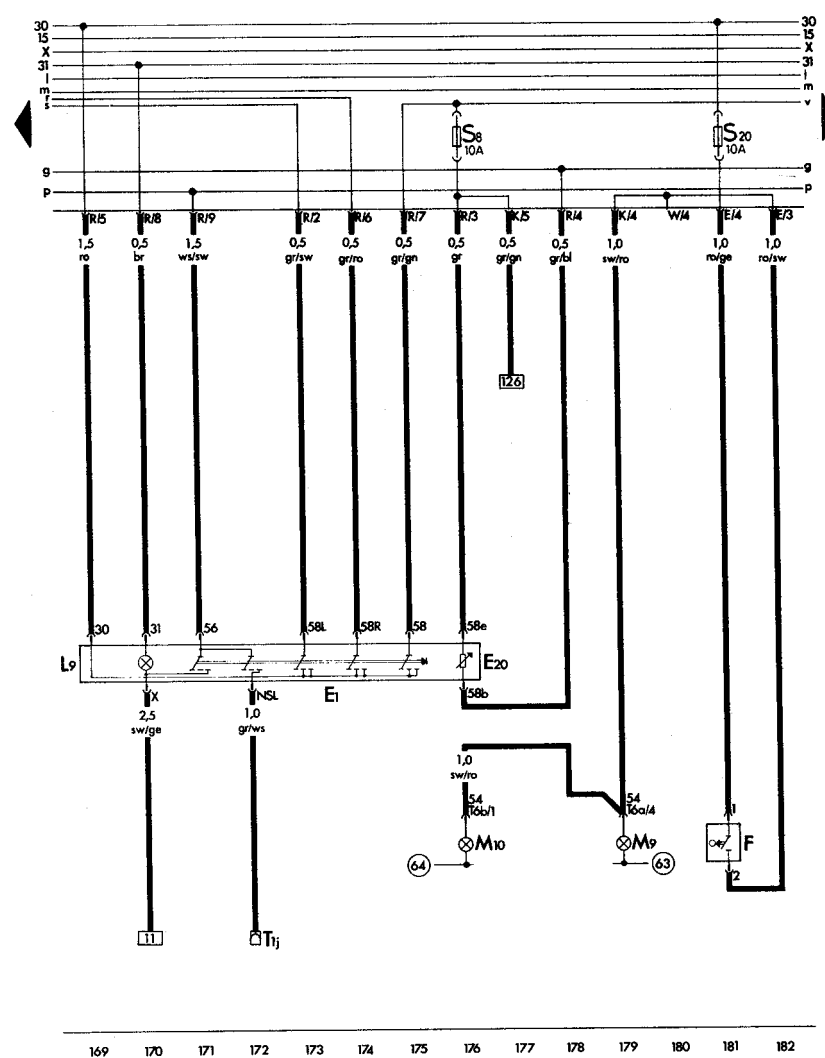 30 30
15 15
X X
31 31
l l
m m
r
s v
S8 S20
10A 10A
g g
p p
R/5 R/8 R/9 R/2 R/6 R/7 R/3 K/5 R/4 K/4 W/4 E/4 E/3
1,5 0,5 1,5 0,5 0,5 0,5 0,5 0,5 0,5 1,0 1,0 1,0
ro br ws/sw gr/sw gr/ro gr/gn gr gr/gn gr/bl sw/ro ro/ge ro/sw
126
30 31 56 58L 58R 58 58e
L9 E20
E1
X NSL 58b
2,5 1,0
sw/ge gr/ws
1,0
sw/ro
54 54
T6b/1 T6a/4 1
M10 M9 F
64 63
2
11 T1j
169 170 171 172 173 174 175 176 177 178 179 180 181 182